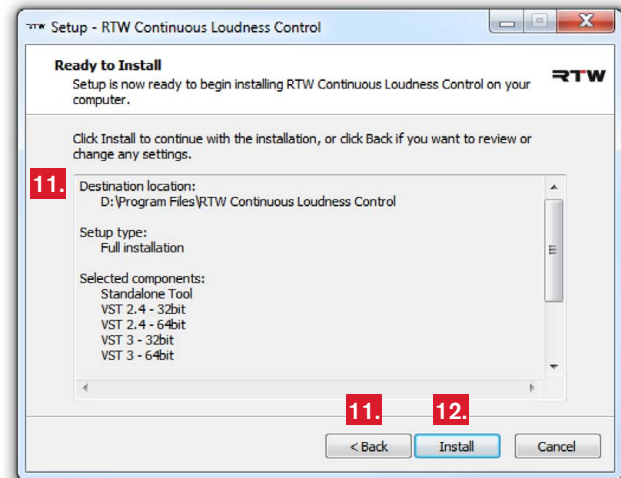 RTW Setup - RTW Continuous Loudness Control
Ready to Install
Setup is now ready to begin installing RTW Continuous Loudness Control on your
computer.
RTW
Click Install to continue with the installation, or click Back if you want to review or
change any settings.
11.
Destination location:
D:\Program Files\RTW Continuous Loudness Control
Setup type:
Full installation
Selected components:
Standalone Tool
VST 2.4 - 32bit
VST 2.4 - 64bit
VST 3 - 32bit
VST 3 - 64bit
11. 12.
< Back Install Cancel